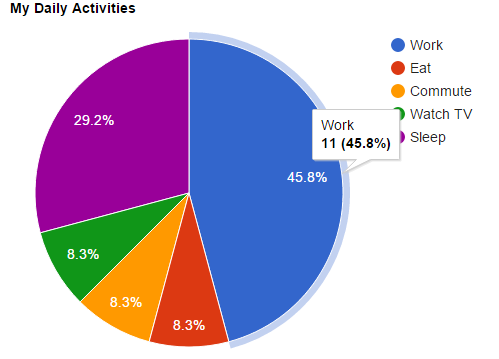 My Daily Activities
Work
Eat
Commute
Watch TV
Sleep
Work
11 (45.8%)
45.8%
29.2%
8.3%
8.3%
8.3%